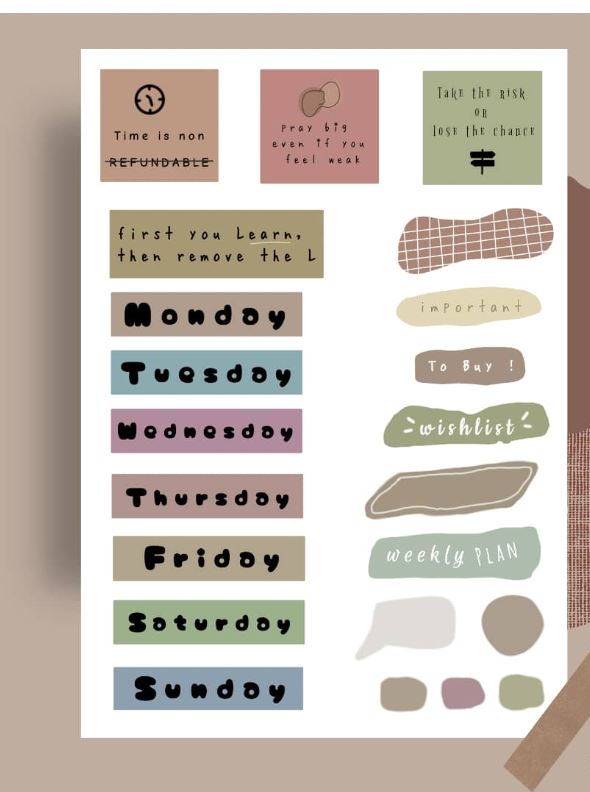 Time is non
REFUNDABLE
Pray big
even if you
feel weak
Take the risk
or
lose the chance
first you Learn,
then remove the L
Monday
Tuesday
Wednesday
Thursday
Friday
Saturday
Sunday
important
To Buy !
wishlist
weekly PLAN